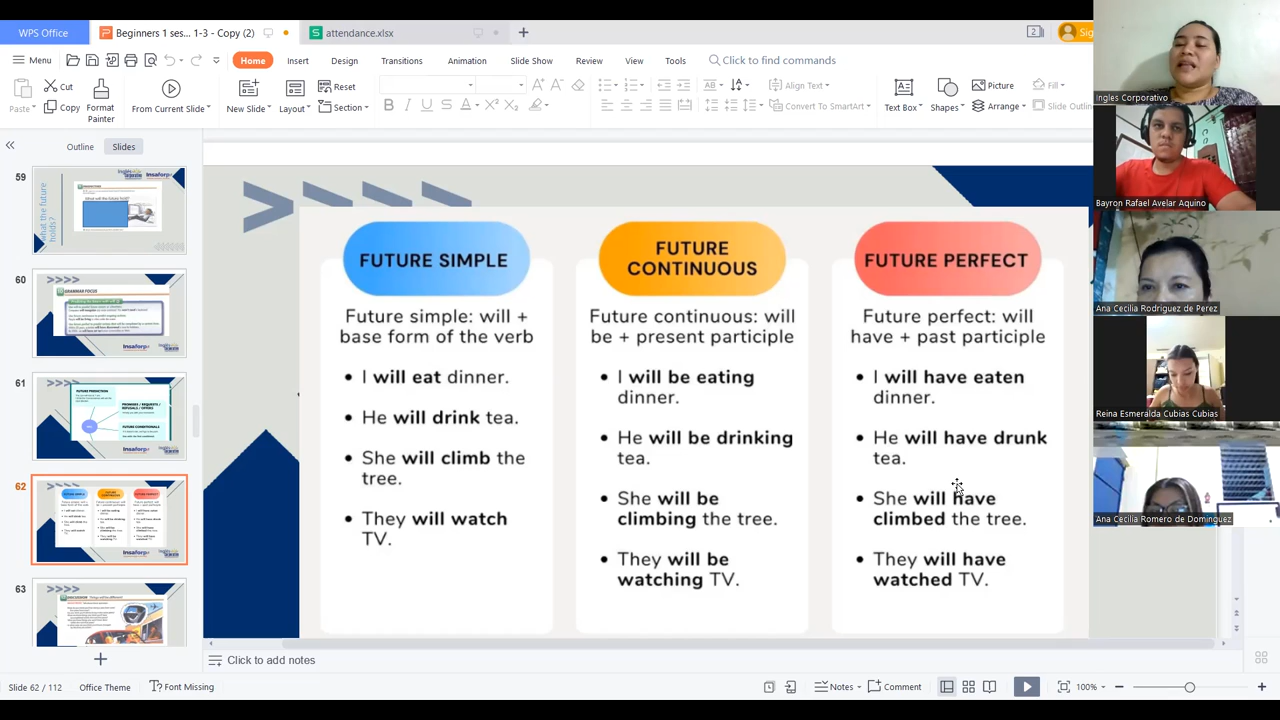 WPS Office
Beginners 1 ses... 1-3 - Copy (2)
attendance.xlsx
Menu
Home
Insert
Design
Transitions
Animation
Slide Show
Review
View
Tools
Click to find commands
Paste
Cut
Copy
Format
Painter
From Current Slide
New Slide
Layout
Reset
Section
Align Text
Convert To SmartArt
Text Box
Shapes
Picture
Arrange
Fill
Slide Outlin
Outline
Slides
59
60
61
62
63
FUTURE SIMPLE
Future simple: will +
base form of the verb
• I will eat dinner.
• He will drink tea.
• She will climb the
tree.
• They will watch
TV.
FUTURE
CONTINUOUS
Future continuous: will
be + present participle
• I will be eating
dinner.
• He will be drinking
tea.
• She will be
climbing the tree.
• They will be
watching TV.
FUTURE PERFECT
Future perfect: will
have + past participle
• I will have eaten
dinner.
• He will have drunk
tea.
• She will have
climbed the tree.
• They will have
watched TV.
Click to add notes
Slide 62 / 112
Office Theme
Font Missing
Notes
Comment
100%
Ingles Corporativo
Bayron Rafael Avelar Aquino
Ana Cecilia Rodriguez de Perez
Reina Esmeralda Cubias Cubias
Ana Cecilia Romero de Dominguez